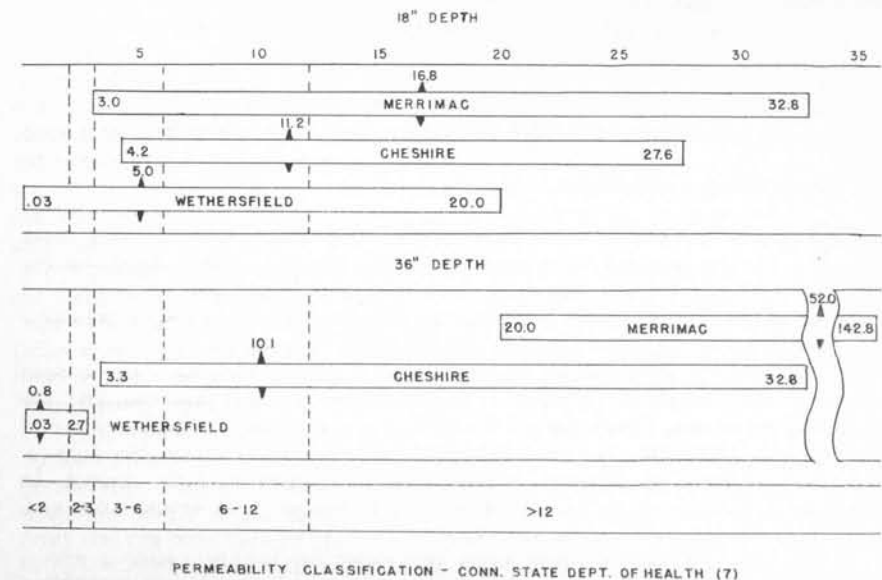 18" DEPTH
5 10 15 20 25 30 35
16.8
3.0 MERRIMAC 32.8
11.2
4.2 CHESHIRE 27.6
5.0
.03 WETHERSFIELD 20.0
36" DEPTH
52.0
20.0 MERRIMAC 142.8
10.1
3.3 CHESHIRE 32.8
0.8
.03 2.7 WETHERSFIELD
<2 2-3 3-6 6-12 >12
PERMEABILITY CLASSIFICATION - CONN. STATE DEPT. OF HEALTH (7)